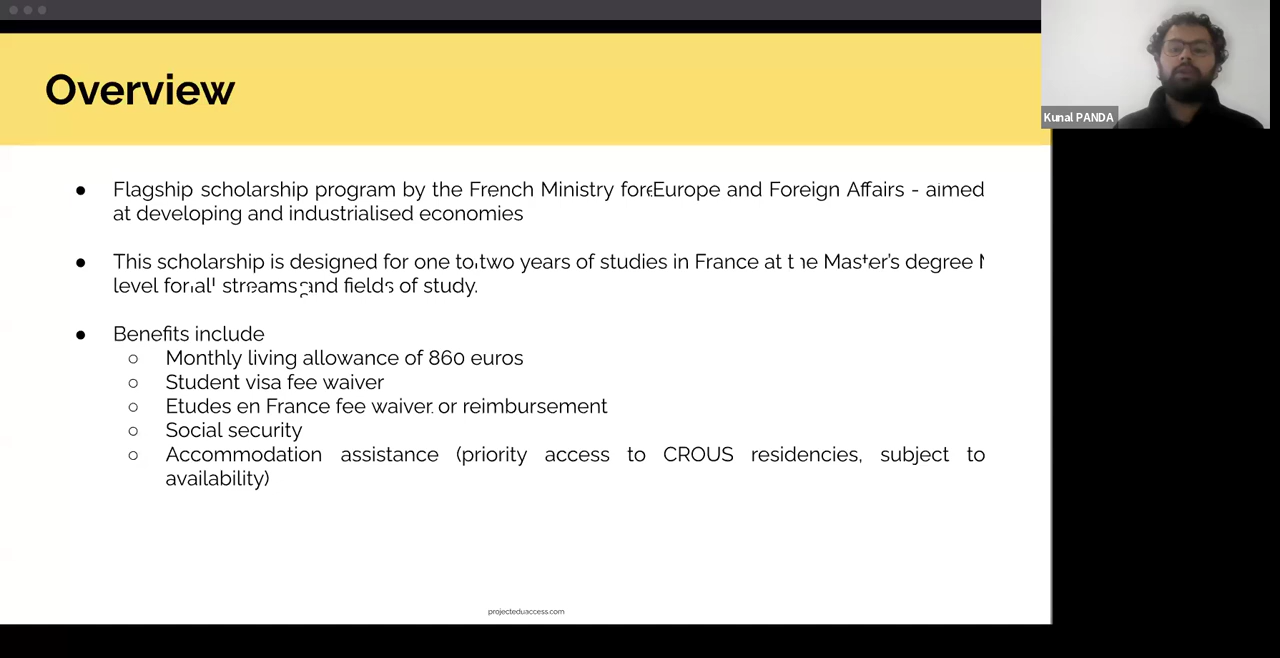 Overview
Kunal PANDA
● Flagship scholarship program by the French Ministry for Europe and Foreign Affairs - aimed
at developing and industrialised economies
● This scholarship is designed for one to two years of studies in France at the Master's degree
level for all streams and fields of study.
● Benefits include
○ Monthly living allowance of 860 euros
○ Student visa fee waiver
○ Etudes en France fee waiver or reimbursement
○ Social security
○ Accommodation assistance (priority access to CROUS residencies, subject to
availability)
projecteduaccess.com